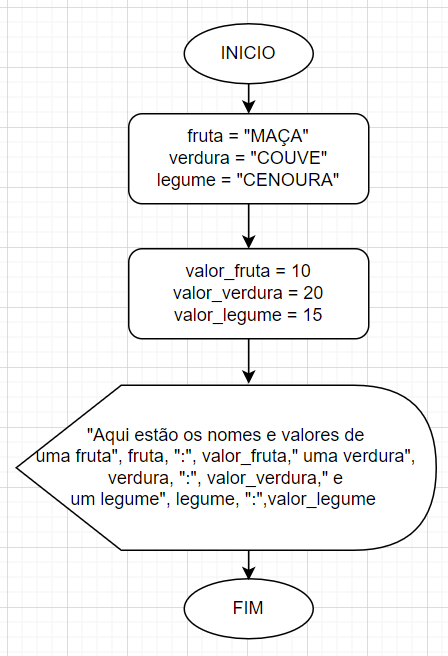 INICIO
fruta = "MAÇA"
verdura = "COUVE"
legume = "CENOURA"
valor_fruta = 10
valor_verdura = 20
valor_legume = 15
"Aqui estão os nomes e valores de
uma fruta", fruta, ":", valor_fruta," uma verdura",
verdura, ":", valor_verdura," e
um legume", legume, ":",valor_legume
FIM